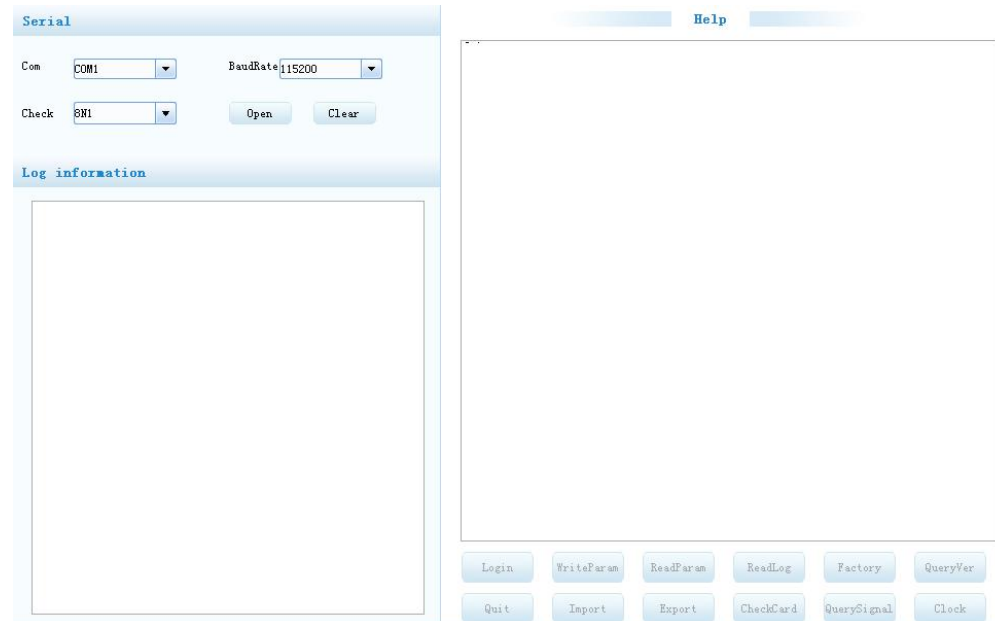 Serial
Com COM1 BaudRate 115200
Check 8N1 Open Clear
Log information
Help
Login WriteParam ReadParam ReadLog Factory QueryVer
Quit Import Export CheckCard QuerySignal Clock